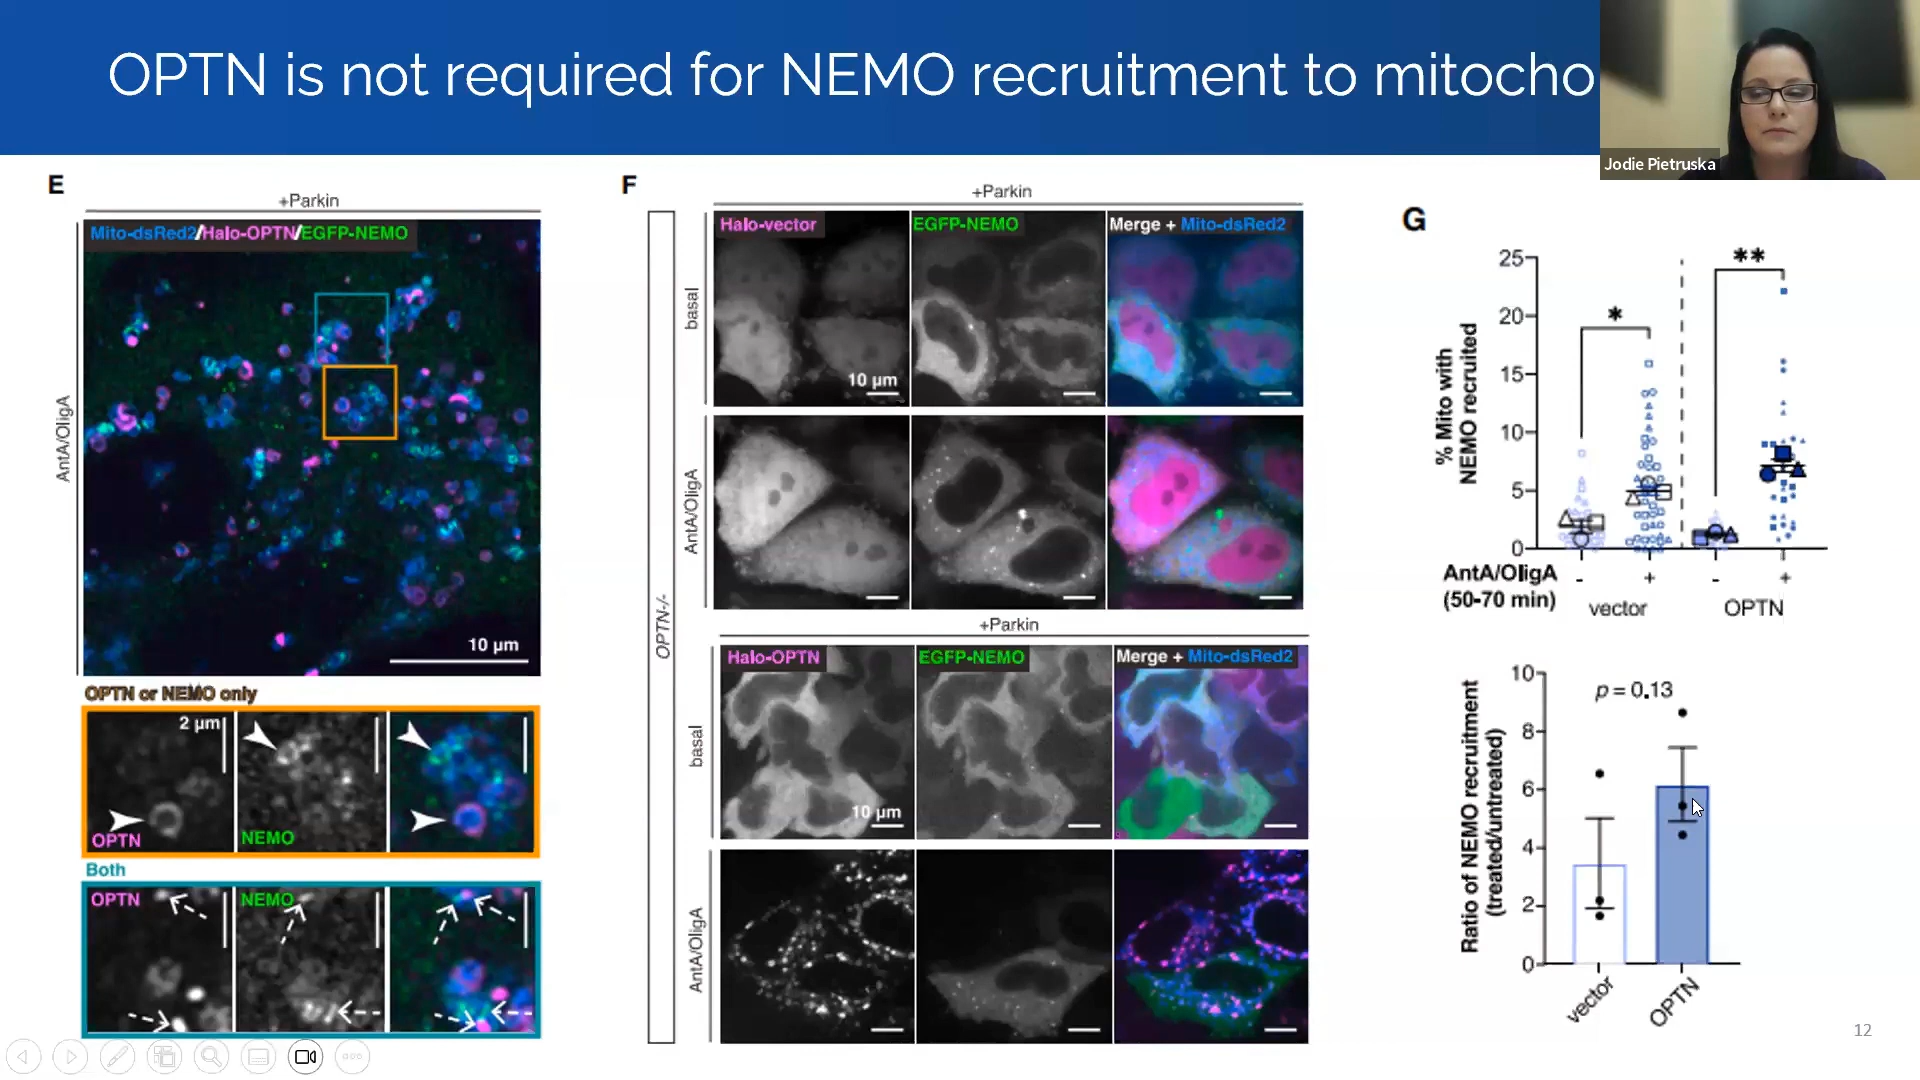 OPTN is not required for NEMO recruitment to mitocho
Jodie Pietruska
E
+Parkin
Mito-dsRed2/Halo-OPTN/EGFP-NEMO
AntA/OligA
10 µm
OPTN or NEMO only
2 µm
OPTN
NEMO
Both
OPTN
NEMO
F
+Parkin
Halo-vector
EGFP-NEMO
Merge + Mito-dsRed2
basal
10 µm
AntA/OligA
OPTN-/-
+Parkin
Halo-OPTN
EGFP-NEMO
Merge + Mito-dsRed2
basal
10 µm
AntA/OligA
G
% Mito with
NEMO recruited
25
20
15
10
5
0
*
**
AntA/OligA
(50-70 min)
- + - +
vector
OPTN
Ratio of NEMO recruitment
(treated/untreated)
10
8
6
4
2
0
p = 0.13
vector
OPTN
12